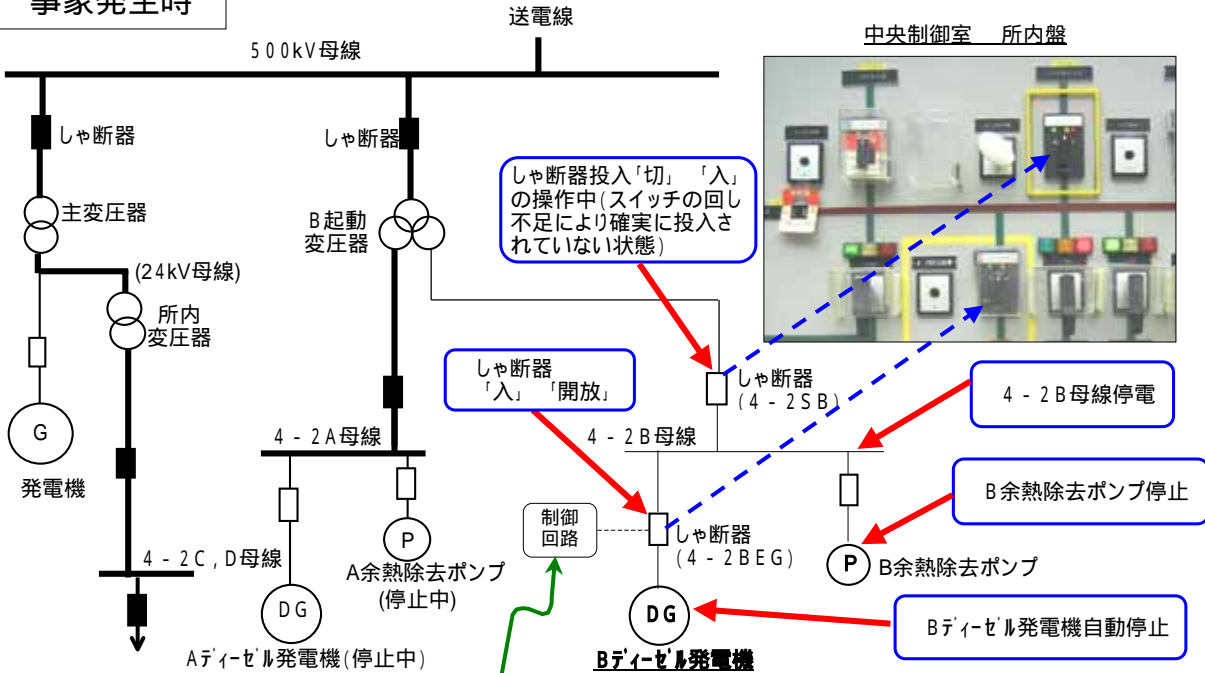 事象発生時
送電線
500kV母線
中央制御室 所内盤
しゃ断器
しゃ断器
しゃ断器投入「切」 「入」
の操作中(スイッチの回し
不足により確実に投入さ
れていない状態)
主変圧器
B起動
変圧器
(24kV母線)
所内
変圧器
しゃ断器
「入」 「開放」
しゃ断器
(4-2SB)
4-2B母線停電
G
発電機
4-2A母線
4-2B母線
B余熱除去ポンプ停止
制御
回路
しゃ断器
(4-2BEG)
P
A余熱除去ポンプ
(停止中)
P
B余熱除去ポンプ
4-2C,D母線
DG
Aディーゼル発電機(停止中)
DG
Bディーゼル発電機
Bディーゼル発電機自動停止